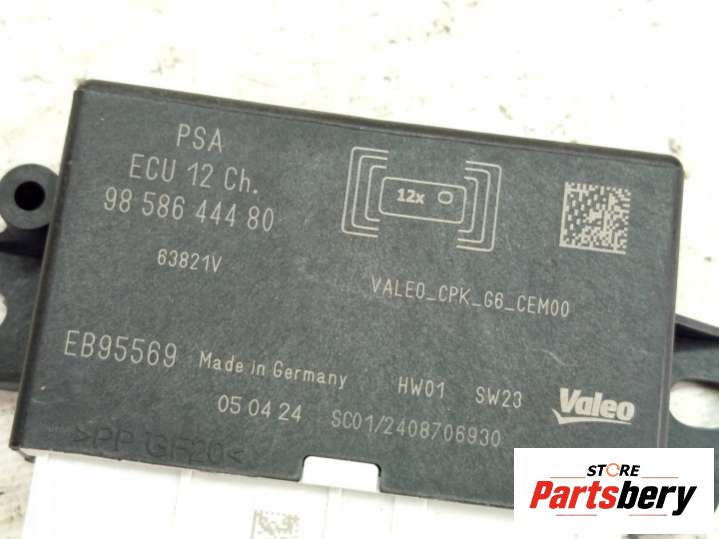 PSA
ECU 12 Ch.
98 586 444 80
63821V
12x
VALEO_CPK_G6_CEM00
EB95569 Made in Germany HW01 SW23 Valeo
05 04 24 SC01/2408706930
>PP GF20<
STORE
Partsbery